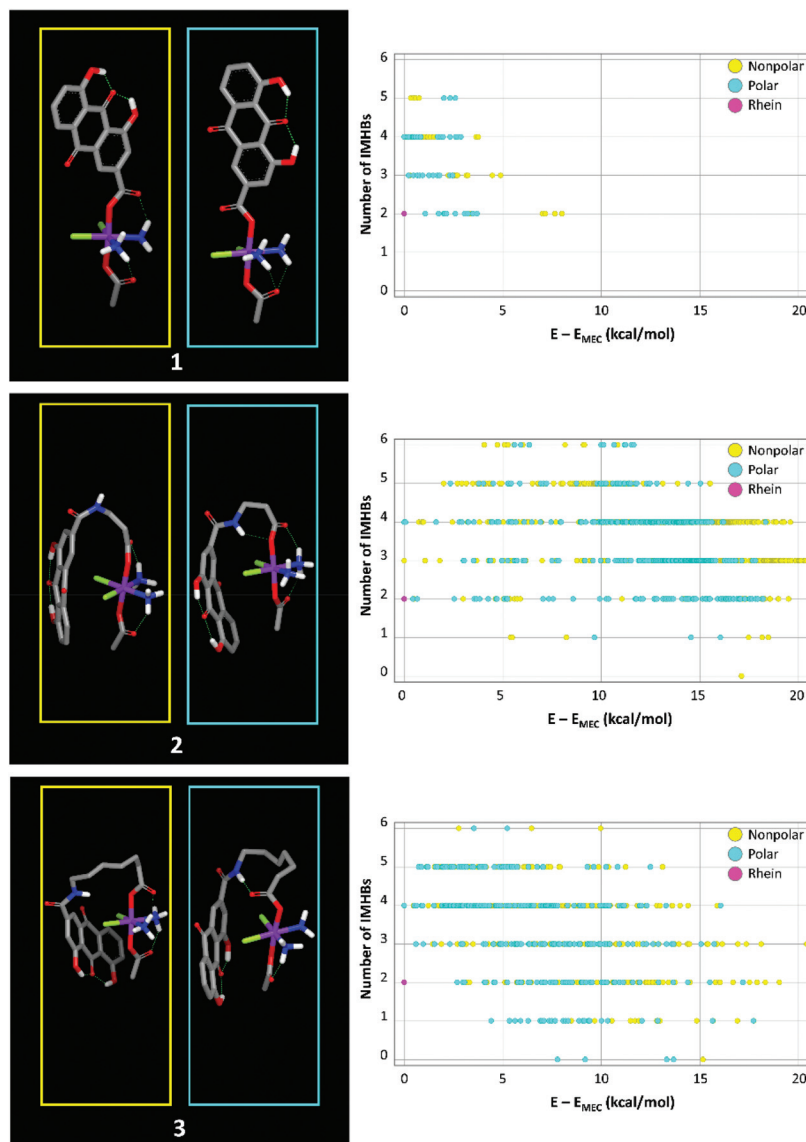 1
6
5
4
3
2
1
0
Number of IMHBs
Nonpolar
Polar
Rhein
0 5 10 15 20
E – E_MEC (kcal/mol)
2
6
5
4
3
2
1
0
Number of IMHBs
Nonpolar
Polar
Rhein
0 5 10 15 20
E – E_MEC (kcal/mol)
3
6
5
4
3
2
1
0
Number of IMHBs
Nonpolar
Polar
Rhein
0 5 10 15 20
E – E_MEC (kcal/mol)